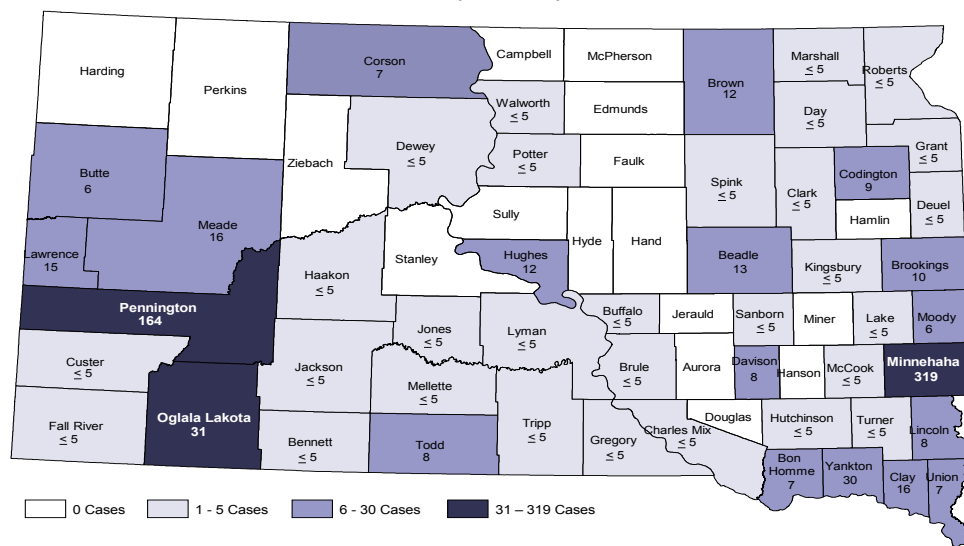 Harding
Perkins
Corson
7
Campbell
McPherson
Brown
12
Marshall
≤ 5
Roberts
≤ 5
Walworth
≤ 5
Edmunds
Day
≤ 5
Butte
6
Ziebach
Dewey
≤ 5
Potter
≤ 5
Faulk
Spink
≤ 5
Clark
≤ 5
Codington
9
Grant
≤ 5
Deuel
≤ 5
Hamlin
Meade
16
Lawrence
15
Sully
Stanley
Hughes
12
Hyde
Hand
Beadle
13
Kingsbury
≤ 5
Brookings
10
Haakon
≤ 5
Pennington
164
Jones
≤ 5
Lyman
≤ 5
Buffalo
≤ 5
Jerauld
Sanborn
≤ 5
Miner
Lake
≤ 5
Moody
6
Custer
≤ 5
Jackson
≤ 5
Mellette
≤ 5
Brule
≤ 5
Aurora
Davison
8
Hanson
McCook
≤ 5
Minnehaha
319
Fall River
≤ 5
Oglala Lakota
31
Bennett
≤ 5
Todd
8
Tripp
≤ 5
Gregory
≤ 5
Charles Mix
≤ 5
Douglas
Hutchinson
≤ 5
Turner
≤ 5
Lincoln
8
Bon
Homme
7
Yankton
30
Clay
16
Union
7
0 Cases
1 - 5 Cases
6 - 30 Cases
31 – 319 Cases